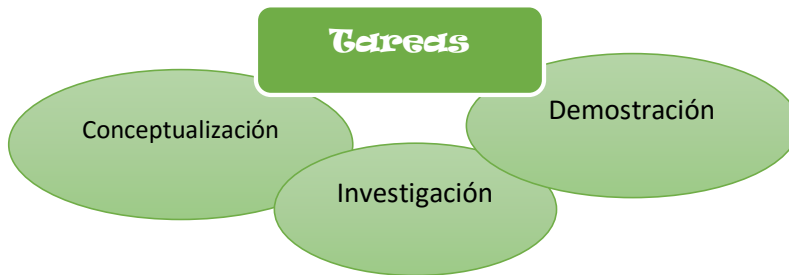 Tareas
Conceptualización
Investigación
Demostración